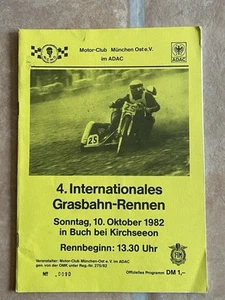 Motor-Club München Ost e.V.
im ADAC
ADAC
25
4. Internationales
Grasbahn-Rennen
Sonntag, 10. Oktober 1982
in Buch bei Kirchseeon
Rennbeginn: 13.30 Uhr
Veranstalter: Motor-Club München-Ost e.V. im ADAC
gen. von der OMK unter Reg.-Nr. 275/82
FIM
Offizielles Programm DM 1,–